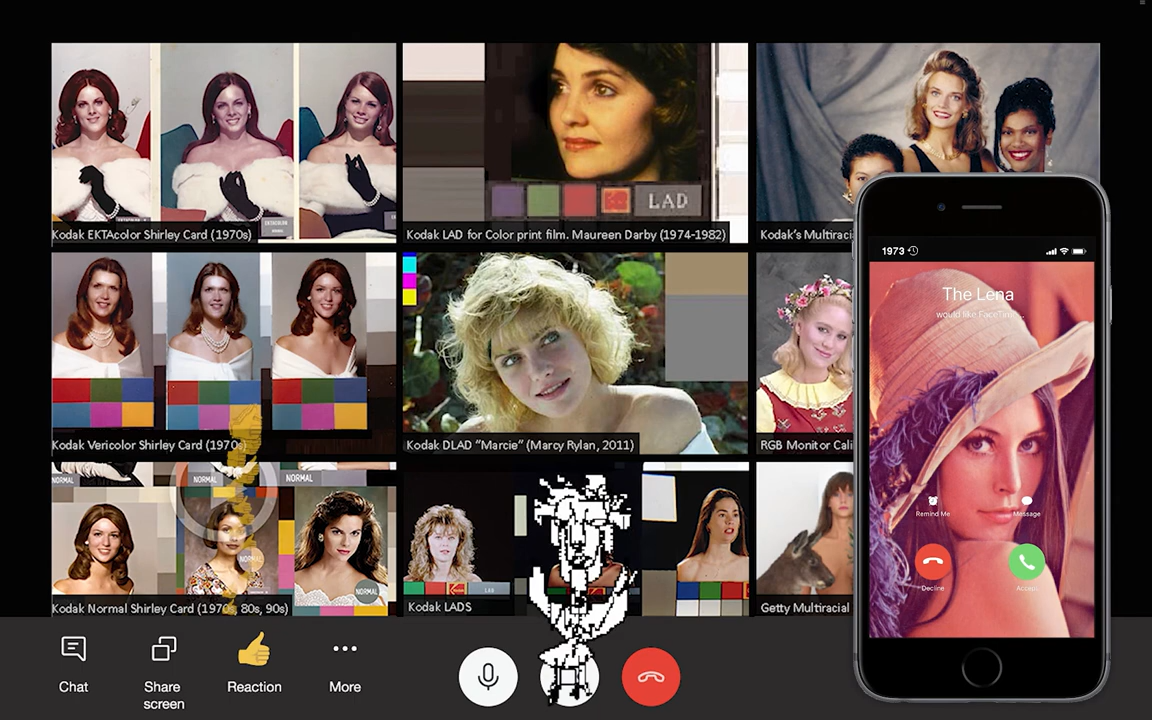 Kodak EKTAcolor Shirley Card (1970s)
LAD
Kodak LAD for Color print film. Maureen Darby (1974-1982)
Kodak's Multiracia
1973
The Lena
would like FaceTime...
Kodak Vericolor Shirley Card (1970s)
Kodak DLAD "Marcie" (Marcy Rylan, 2011)
RGB Monitor Cali
NORMAL
NORMAL
NORMAL
NORMAL
NORMAL
Kodak Normal Shirley Card (1970s, 80s, 90s)
Kodak LADS
Getty Multiracial
Remind Me
Message
Decline
Accept
Chat
Share
screen
Reaction
More